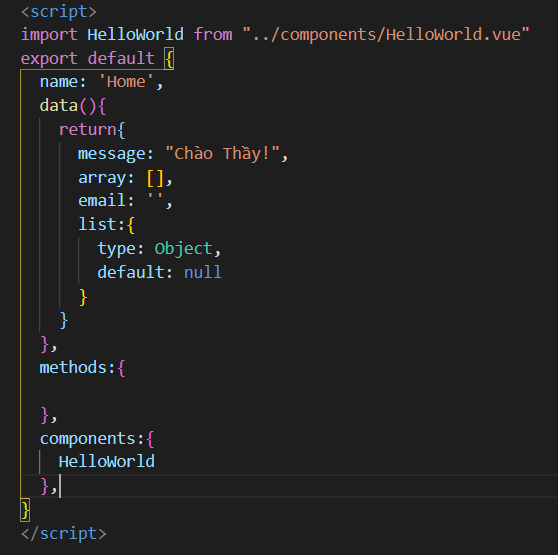 <script>
import HelloWorld from "../components/HelloWorld.vue"
export default {
  name: 'Home',
  data(){
    return{
      message: "Chào Thầy!",
      array: [],
      email: '',
      list:{
        type: Object,
        default: null
      }
    }
  },
  methods:{
  },
  components:{
    HelloWorld
  },
}
</script>